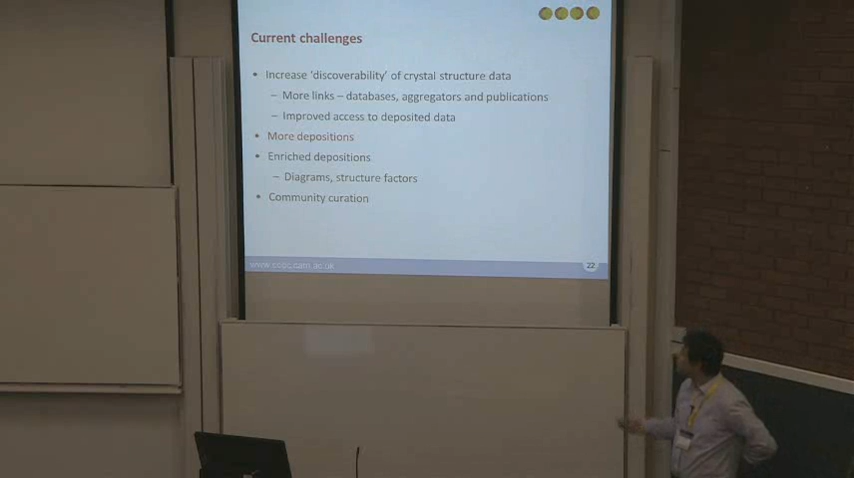 Current challenges
• Increase 'discoverability' of crystal structure data
– More links – databases, aggregators and publications
– Improved access to deposited data
• More depositions
• Enriched depositions
– Diagrams, structure factors
• Community curation
www.ccdc.cam.ac.uk
22